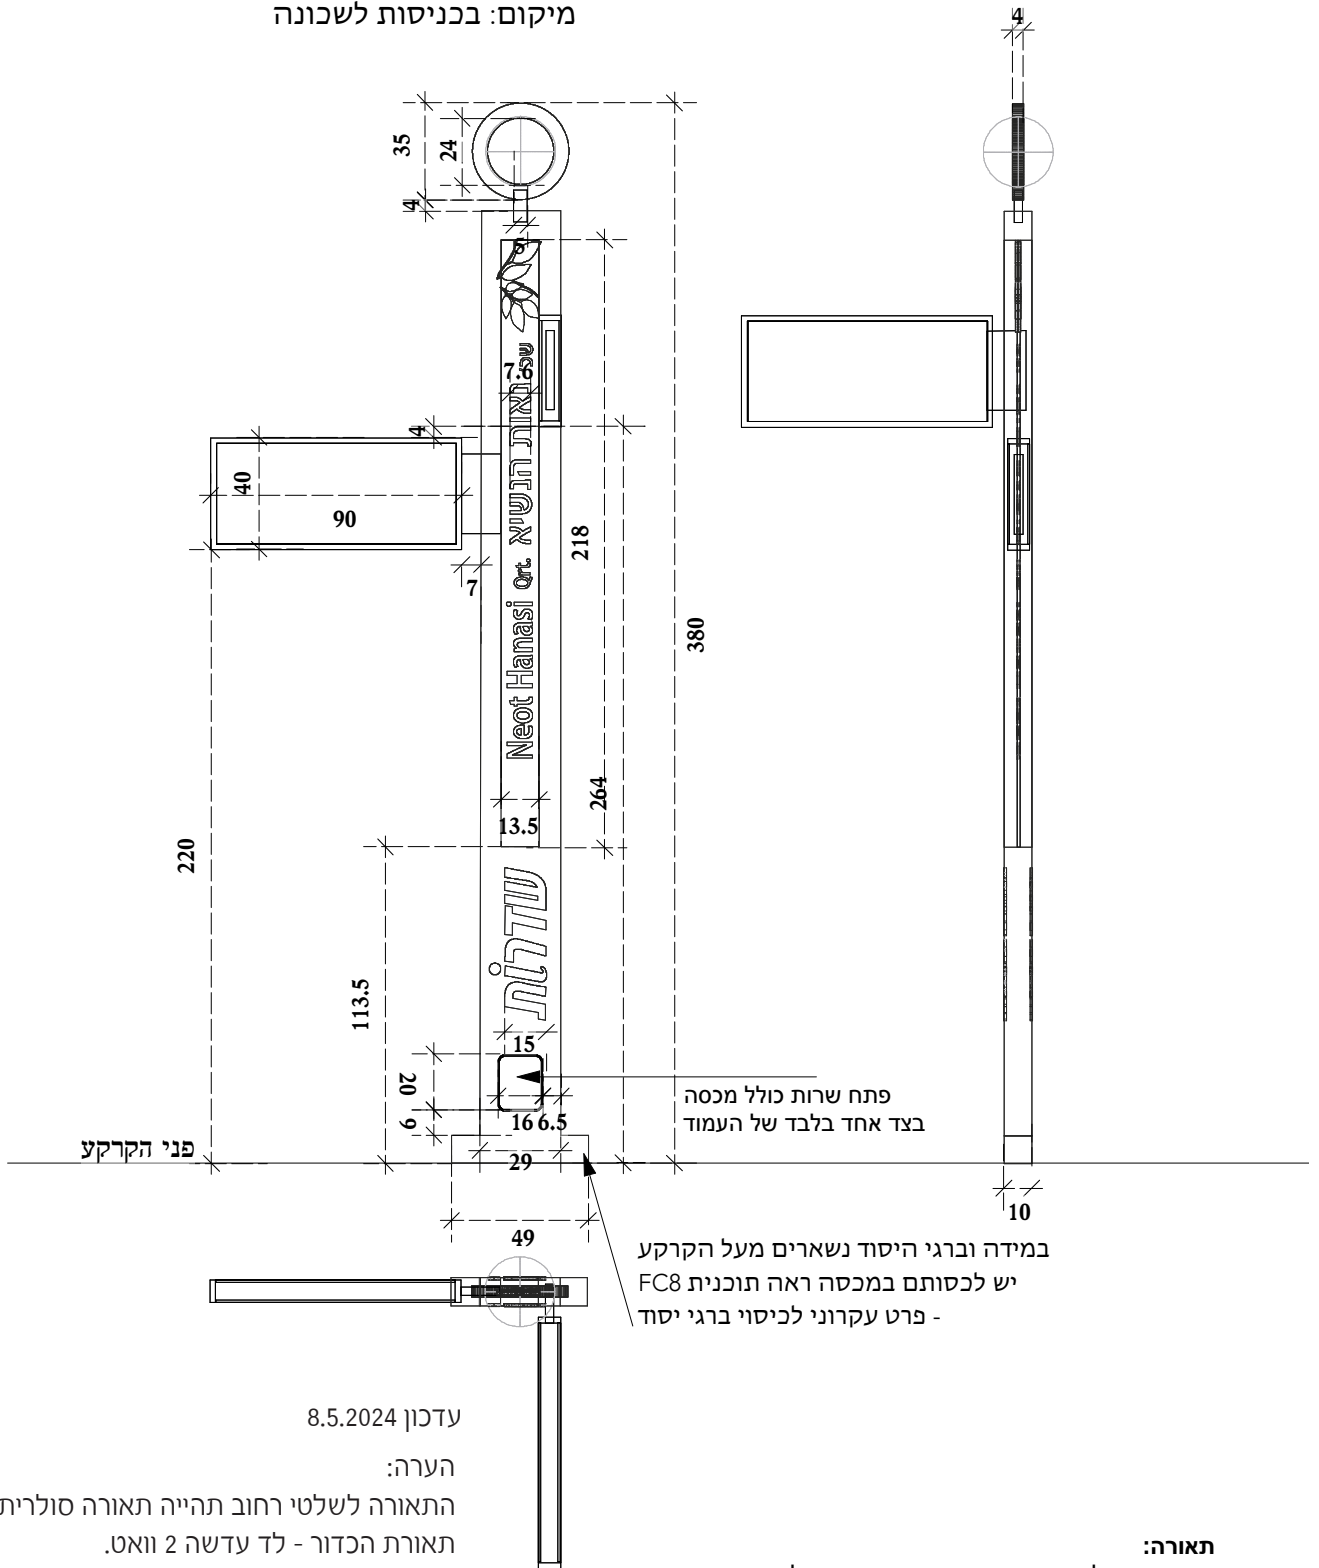 מיקום: בכניסות לשכונה
4
35
24
4
5
שכ' נאות הנשיא
Neot Hanasi Qrt.
7.6
4
40
90
7
218
380
264
13.5
220
שדרות
113.5
15
20
9
16 6.5
פתח שרות כולל מכסה
בצד אחד בלבד של העמוד
פני הקרקע
29
10
49
במידה וברגי היסוד נשארים מעל הקרקע
יש לכסותם במכסה ראה תוכנית FC8
- פרט עקרוני לכיסוי ברגי יסוד
עדכון 8.5.2024
הערה:
התאורה לשלטי רחוב תהייה תאורה סולרית
תאורת הכדור - לד עדשה 2 וואט.
תאורה: